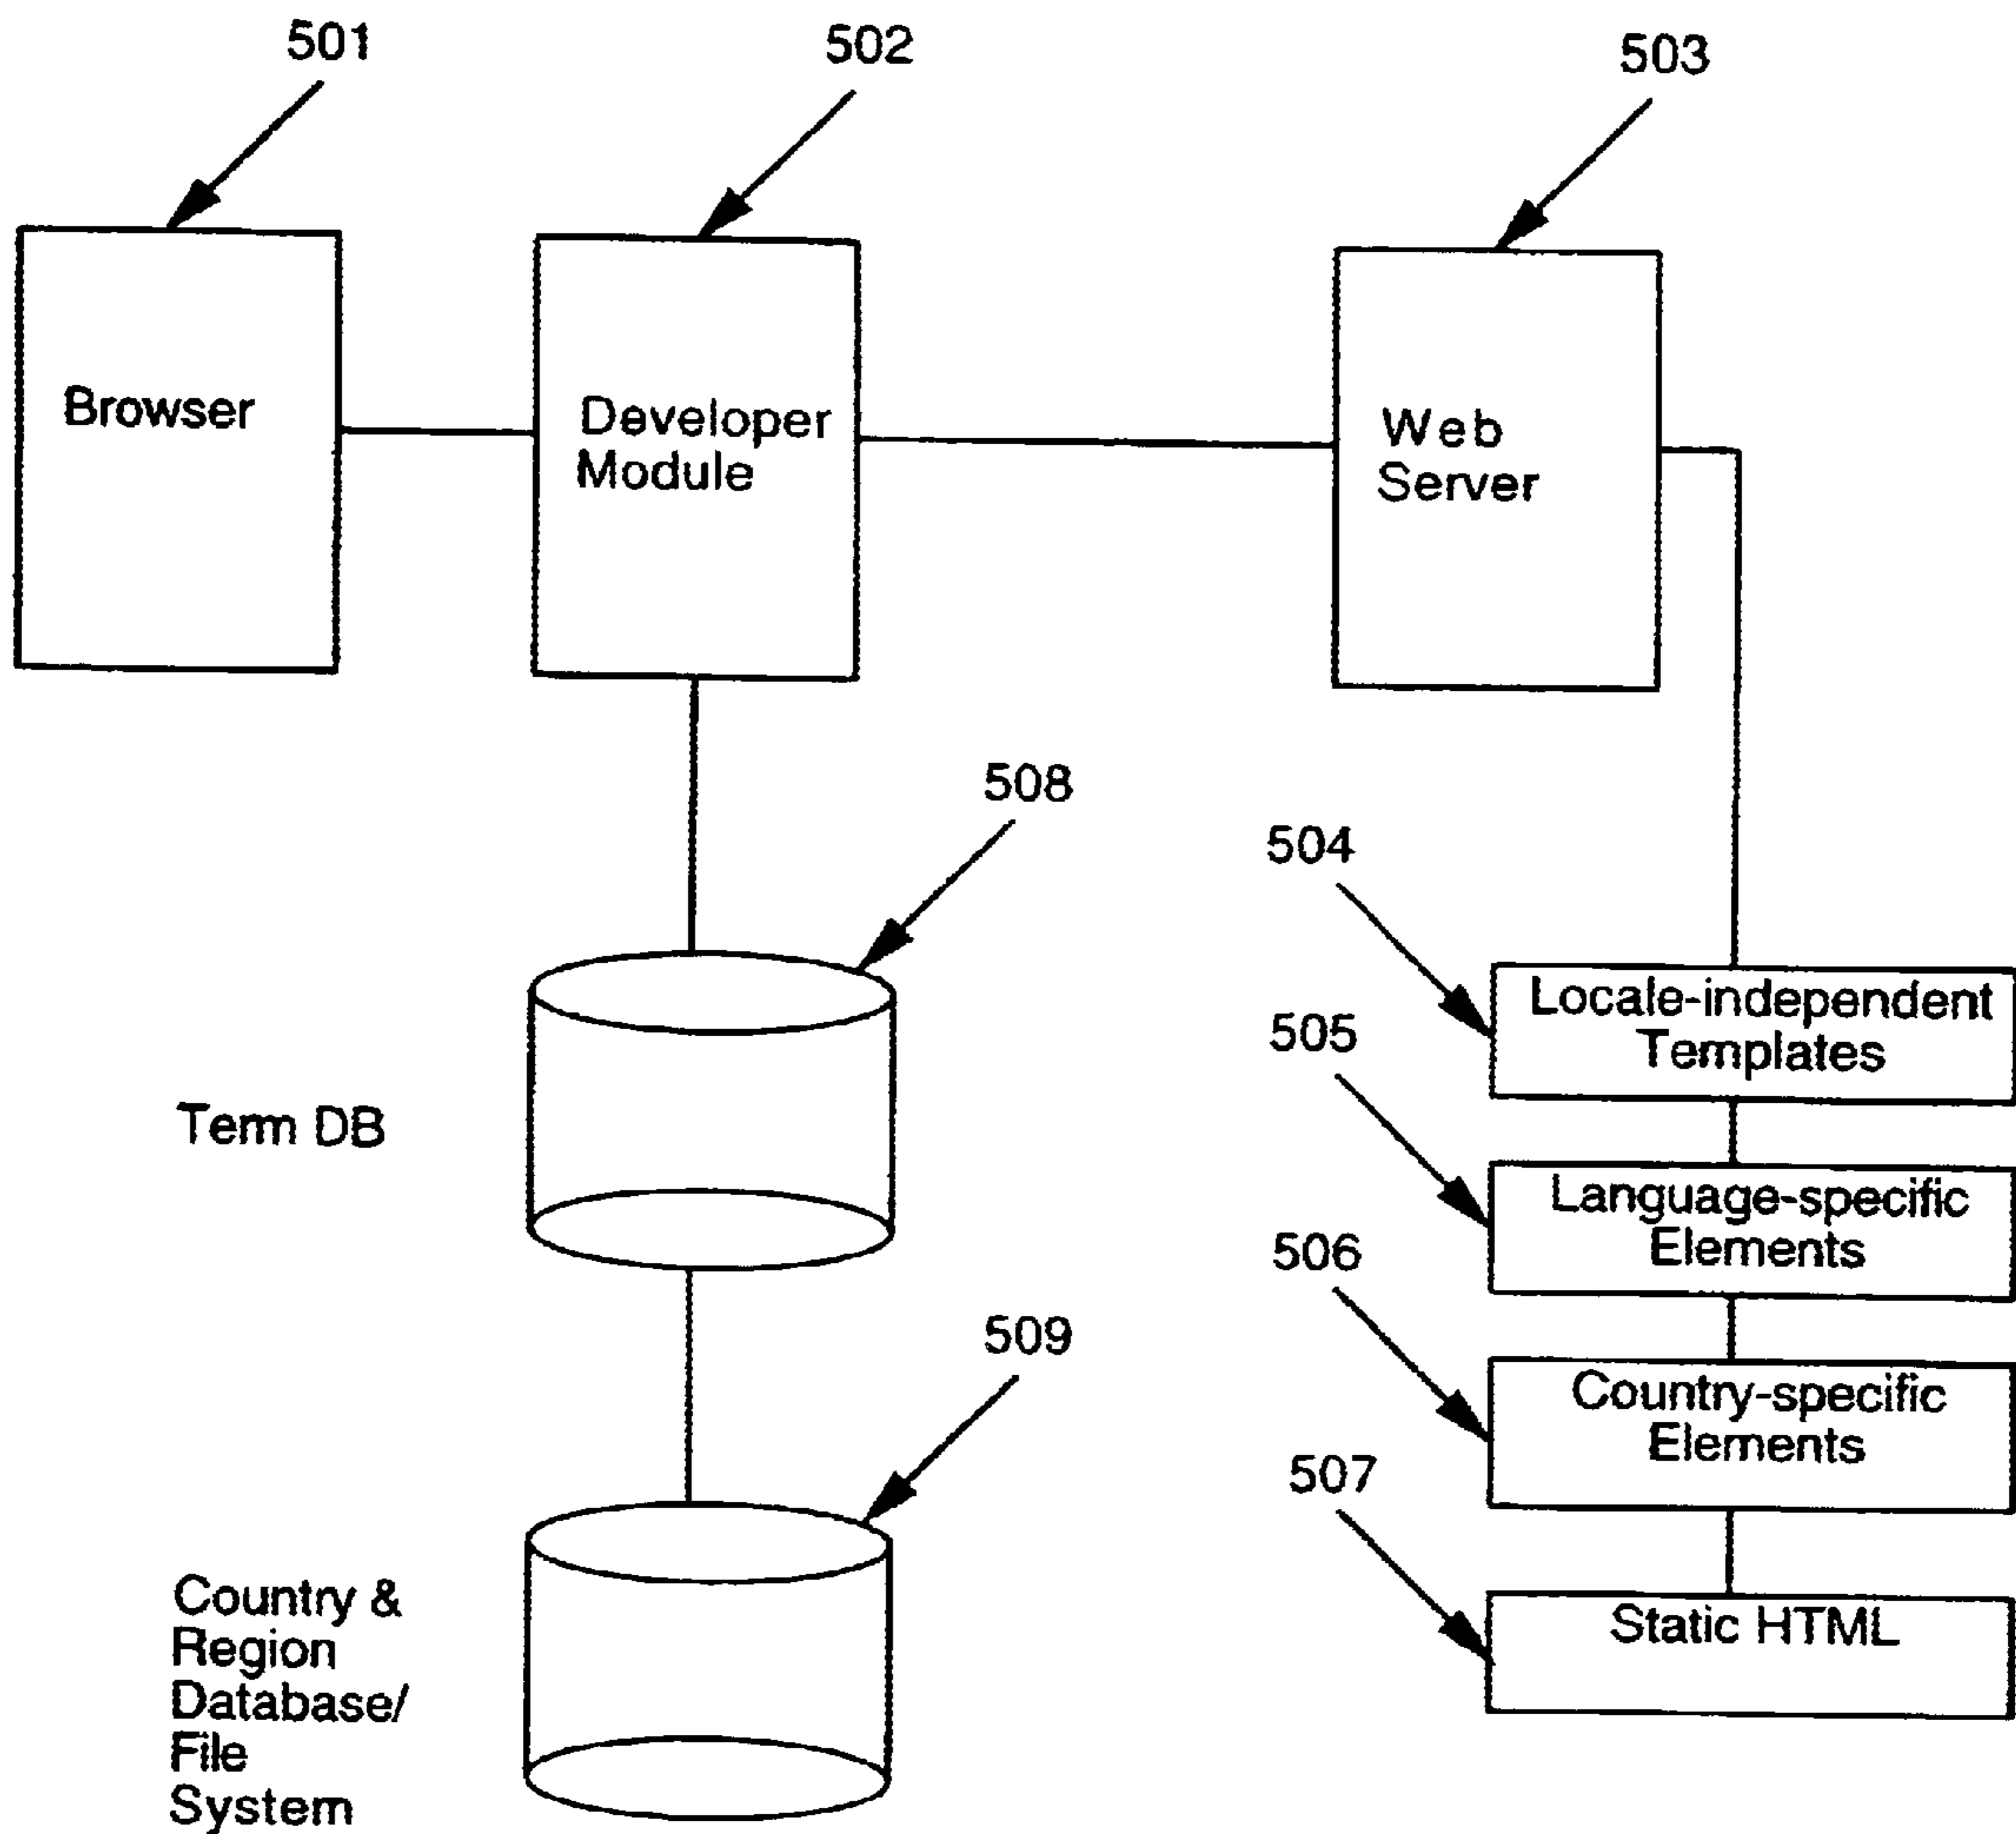 501
502
503
Browser
Developer
Module
Web
Server
508
504
Locale-independent
Templates
505
Term DB
Language-specific
Elements
506
509
Country-specific
Elements
507
Country &
Region
Database/
File
System
Static HTML